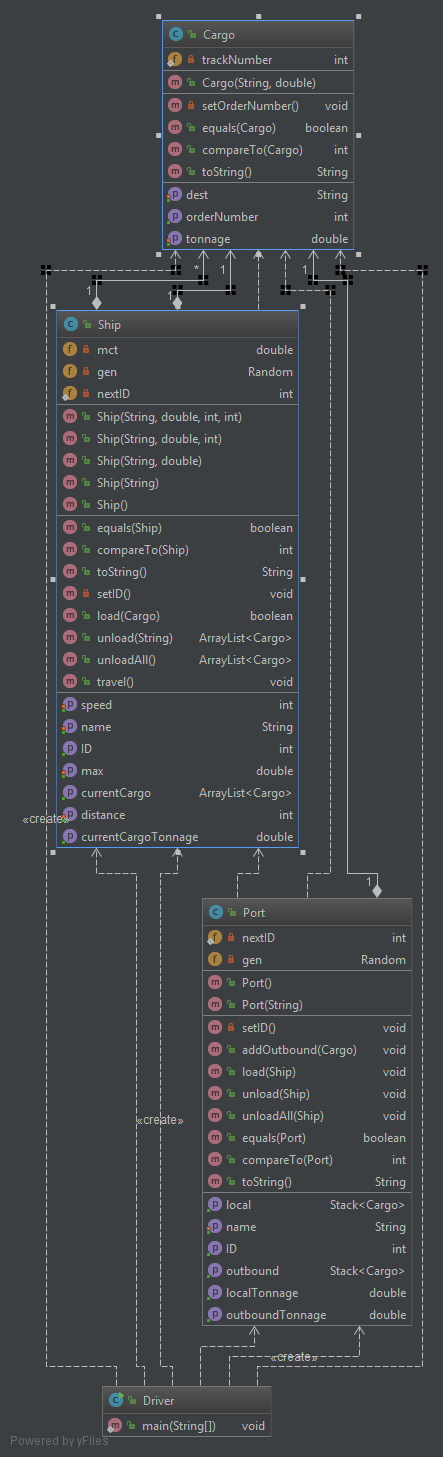 Cargo
trackNumber int
Cargo(String, double)
setOrderNumber() void
equals(Cargo) boolean
compareTo(Cargo) int
toString() String
dest String
orderNumber int
tonnage double
* 1 1
1 1
Ship
mct double
gen Random
nextID int
Ship(String, double, int, int)
Ship(String, double, int)
Ship(String, double)
Ship(String)
Ship()
equals(Ship) boolean
compareTo(Ship) int
toString() String
setID() void
load(Cargo) boolean
unload(String) ArrayList<Cargo>
unloadAll() ArrayList<Cargo>
travel() void
speed int
name String
ID int
max double
currentCargo ArrayList<Cargo>
distance int
«create»
currentCargoTonnage double
1
Port
nextID int
gen Random
Port()
Port(String)
setID() void
addOutbound(Cargo) void
load(Ship) void
unload(Ship) void
unloadAll(Ship) void
«create»
equals(Port) boolean
compareTo(Port) int
toString() String
local Stack<Cargo>
name String
ID int
outbound Stack<Cargo>
localTonnage double
outboundTonnage double
«create»
Driver
main(String[]) void
Powered by yFiles